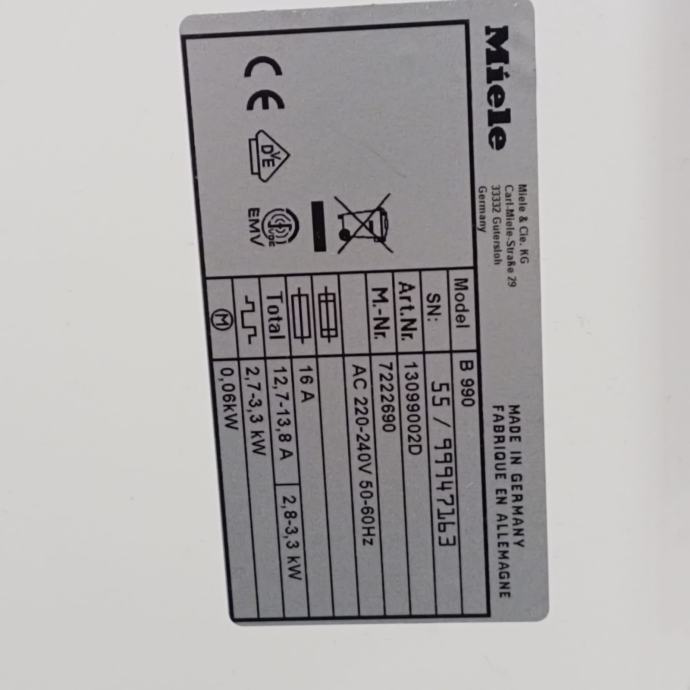 Miele
Miele & Cie. KG
Carl-Miele-Straße 29
33332 Gütersloh
Germany
MADE IN GERMANY
FABRIQUE EN ALLEMAGNE
CE
DVE
EMV
Model B 990
SN: 55 / 99947163
Art.Nr. 13099002D
M.-Nr. 7222690
AC 220-240V 50-60Hz
16 A
Total 12,7-13,8 A 2,8-3,3 kW
2,7-3,3 kW
M 0,06kW